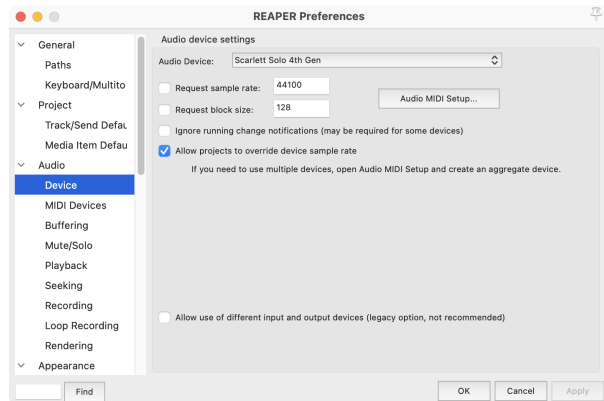 REAPER Preferences
General
Paths
Keyboard/Multito
Project
Track/Send Defau
Media Item Defau
Audio
Device
MIDI Devices
Buffering
Mute/Solo
Playback
Seeking
Recording
Loop Recording
Rendering
Appearance
Find
Audio device settings
Audio Device: Scarlett Solo 4th Gen
Request sample rate: 44100
Request block size: 128
Audio MIDI Setup...
Ignore running change notifications (may be required for some devices)
Allow projects to override device sample rate
If you need to use multiple devices, open Audio MIDI Setup and create an aggregate device.
Allow use of different input and output devices (legacy option, not recommended)
OK Cancel Apply